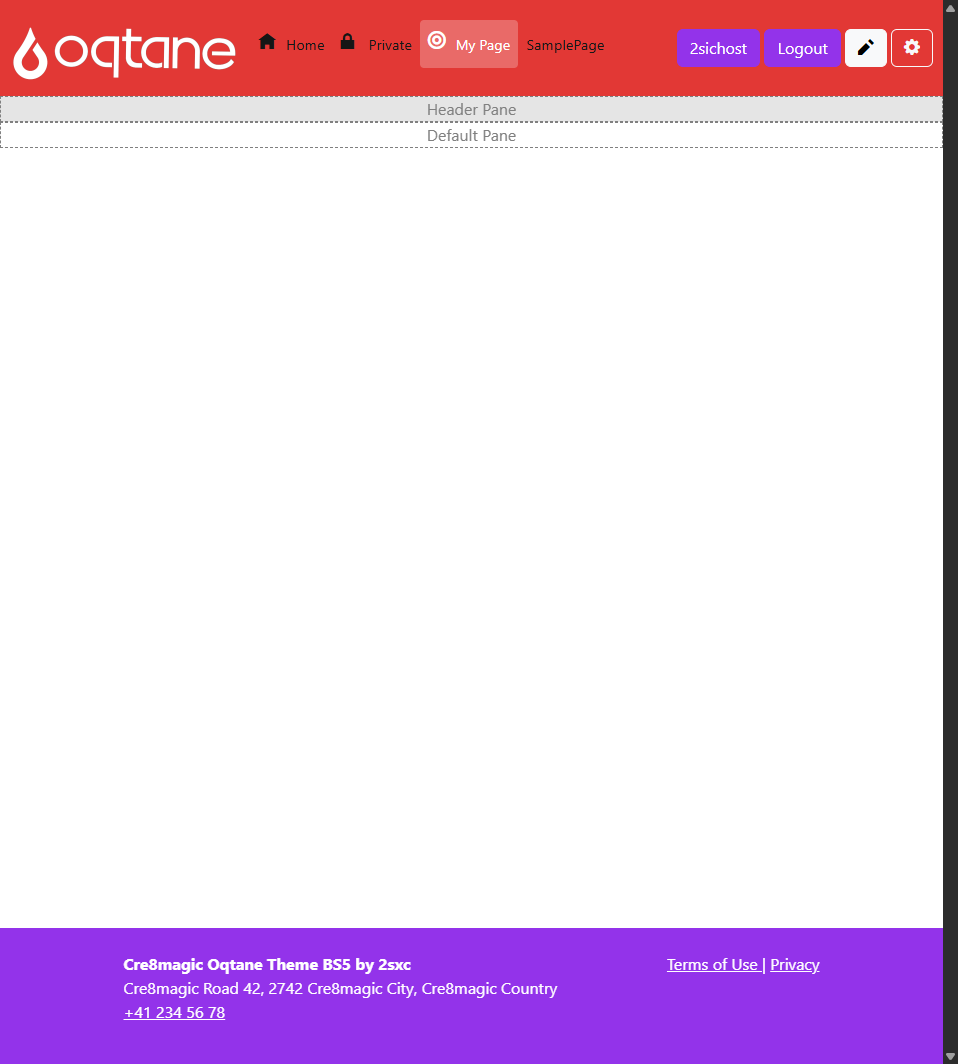 oqtane
Home Private My Page SamplePage 2sichost Logout
Header Pane
Default Pane
Cre8magic Oqtane Theme BS5 by 2sxc Terms of Use | Privacy
Cre8magic Road 42, 2742 Cre8magic City, Cre8magic Country
+41 234 56 78